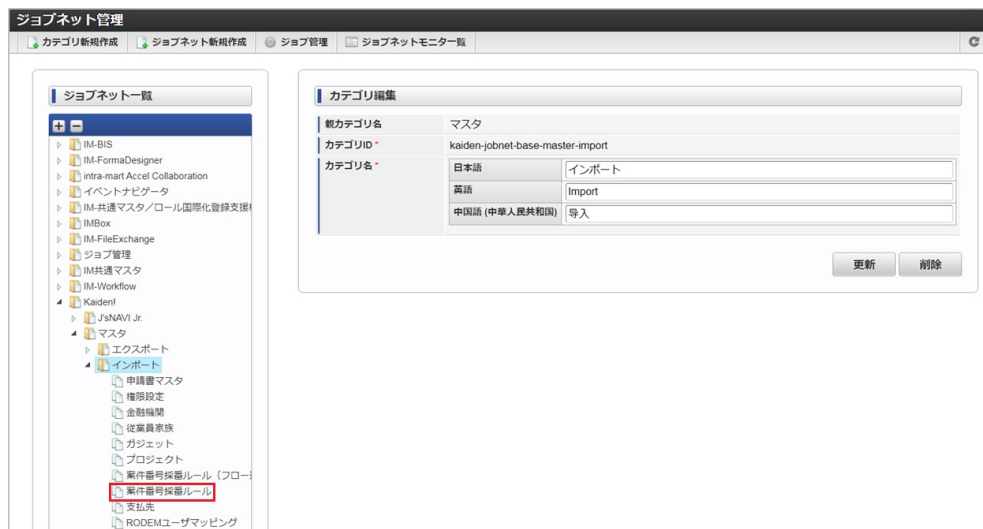 ジョブネット管理
カテゴリ新規作成 ジョブネット新規作成 ジョブ管理 ジョブネットモニタ一覧
ジョブネット一覧
IM-BIS
IM-FormaDesigner
intra-mart Accel Collaboration
イベントナビゲータ
IM-共通マスタ／ロール国際化登録支援
IMBox
IM-FileExchange
ジョブ管理
IM共通マスタ
IM-Workflow
Kaiden!
J'sNAVI Jr.
マスタ
エクスポート
インポート
申請書マスタ
権限設定
金融機関
従業員家族
ガジェット
プロジェクト
案件番号採番ルール（フロー
案件番号採番ルール
支払先
RODEMユーザマッピング
カテゴリ編集
親カテゴリ名 マスタ
カテゴリID * kaiden-jobnet-base-master-import
カテゴリ名 * 日本語 インポート
英語 Import
中国語 (中華人民共和国) 导入
更新 削除